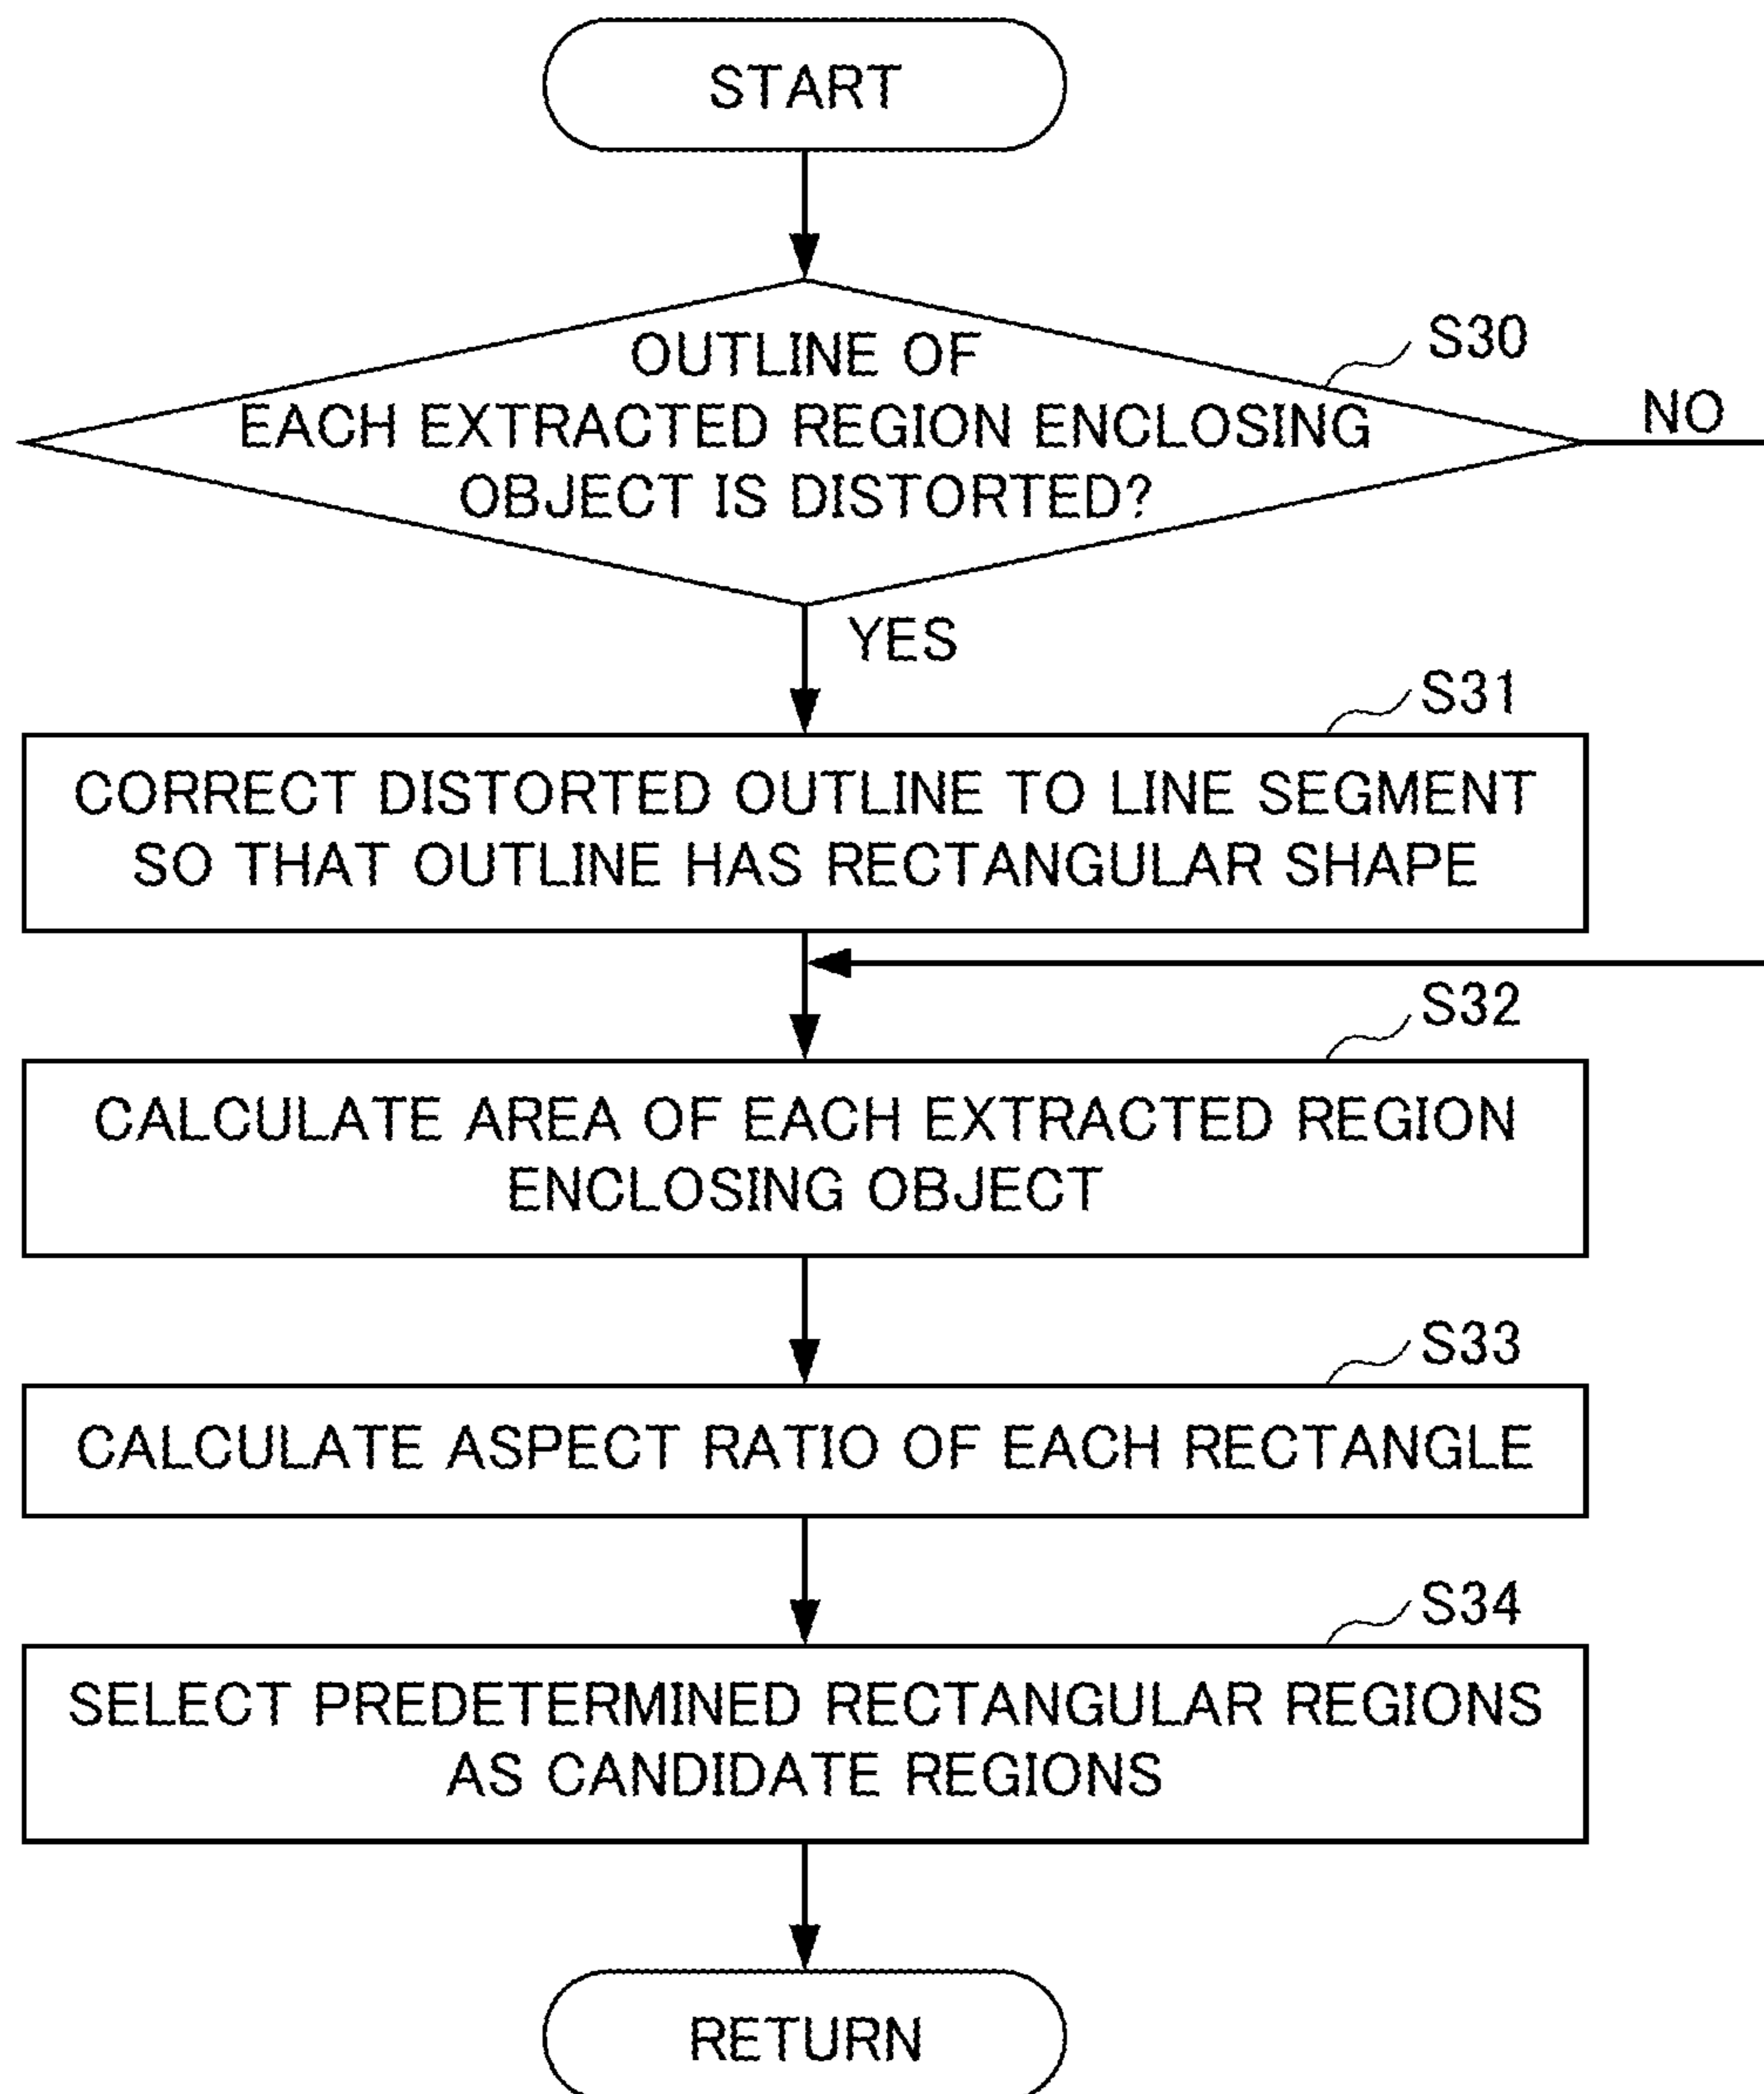 START
S30
OUTLINE OF
EACH EXTRACTED REGION ENCLOSING
OBJECT IS DISTORTED?
NO
YES
S31
CORRECT DISTORTED OUTLINE TO LINE SEGMENT
SO THAT OUTLINE HAS RECTANGULAR SHAPE
S32
CALCULATE AREA OF EACH EXTRACTED REGION
ENCLOSING OBJECT
S33
CALCULATE ASPECT RATIO OF EACH RECTANGLE
S34
SELECT PREDETERMINED RECTANGULAR REGIONS
AS CANDIDATE REGIONS
RETURN